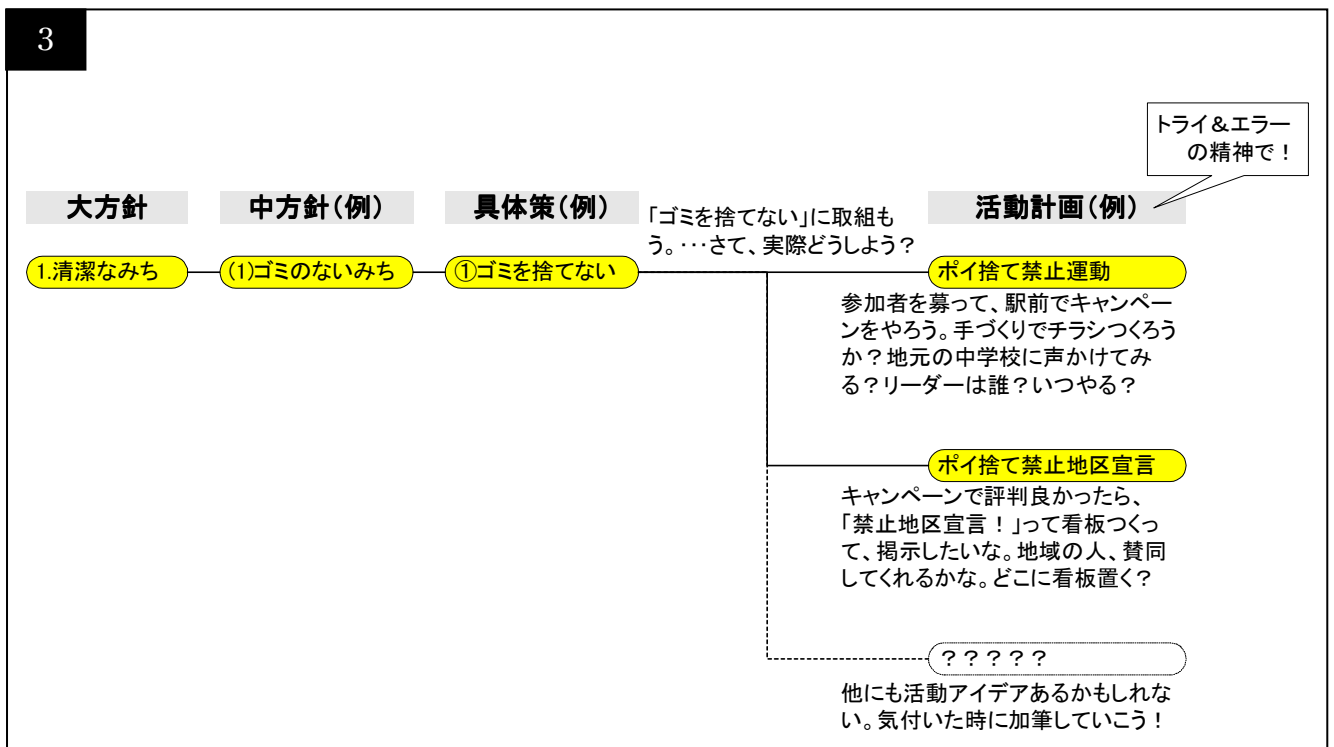 3
トライ&エラー
の精神で!
大方針
中方針(例)
具体策(例)
「ゴミを捨てない」に取組も
う。・・・さて、実際どうしよう?
活動計画(例)
1.清潔なみち
(1)ゴミのないみち
①ゴミを捨てない
ポイ捨て禁止運動
参加者を募って、駅前でキャンペー
ンをやろう。手づくりでチラシつくろう
か?地元の中学校に声かけてみ
る?リーダーは誰?いつやる?
ポイ捨て禁止地区宣言
キャンペーンで評判良かったら、
「禁止地区宣言!」って看板つくっ
て、掲示したいな。地域の人、賛同
してくれるかな。どこに看板置く?
?????
他にも活動アイデアあるかもしれな
い。気付いた時に加筆していこう!